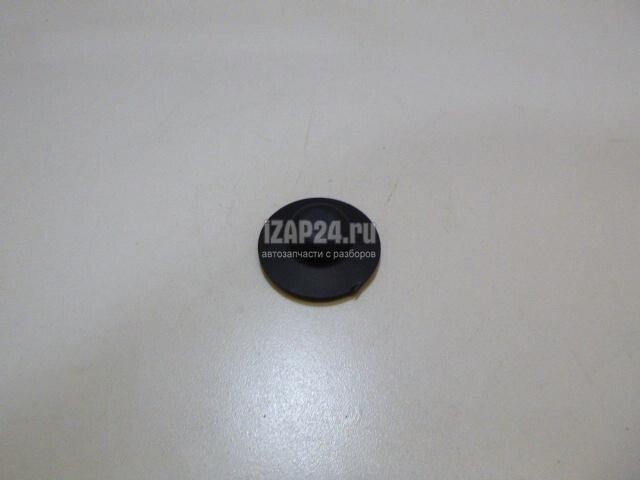 iZAP24.ru
автозапчасти с разборов